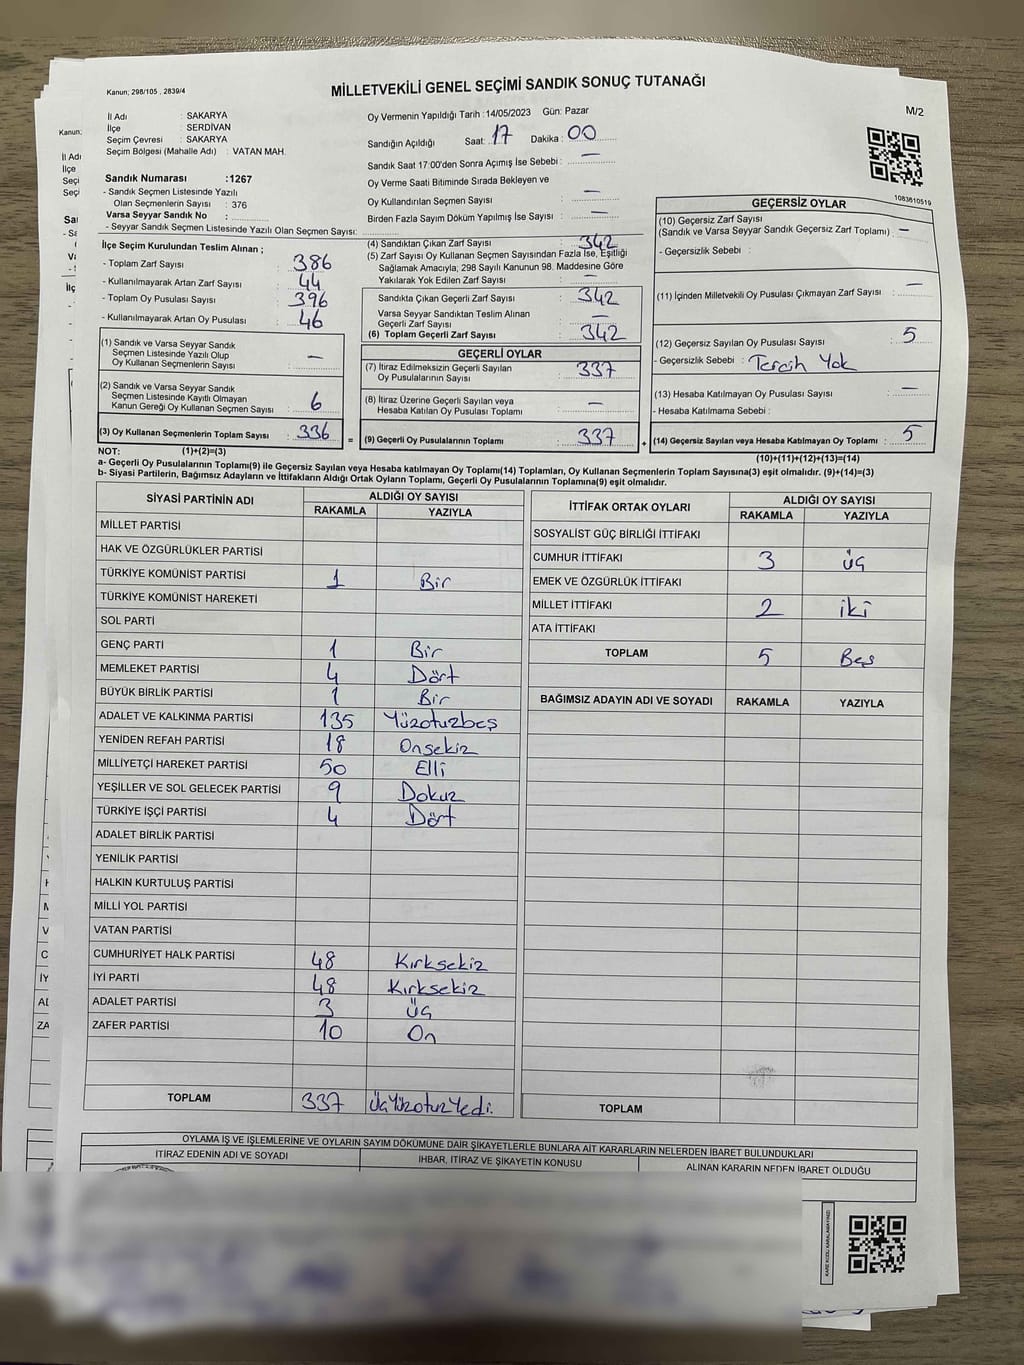 Kanun; 298/105 , 2839/4
MİLLETVEKİLİ GENEL SEÇİMİ SANDIK SONUÇ TUTANAĞI
M/2
İl Adı : SAKARYA
İlçe : SERDİVAN
Seçim Çevresi : SAKARYA
Seçim Bölgesi (Mahalle Adı) : VATAN MAH.
Sandık Numarası :1267
- Sandık Seçmen Listesinde Yazılı
Olan Seçmenlerin Sayısı : 376
Varsa Seyyar Sandık No :
- Seyyar Sandık Seçmen Listesinde Yazılı Olan Seçmen Sayısı:
Oy Vermenin Yapıldığı Tarih :14/05/2023 Gün: Pazar
Sandığın Açıldığı Saat: 17 Dakika : 00
Sandık Saat 17:00'den Sonra Açımış İse Sebebi : —
Oy Verme Saati Bitiminde Sırada Bekleyen ve
Oy Kullandırılan Seçmen Sayısı —
Birden Fazla Sayım Döküm Yapılmış İse Sayısı : —
1083610519
İlçe Seçim Kurulundan Teslim Alınan ;
- Toplam Zarf Sayısı : 386
- Kullanılmayarak Artan Zarf Sayısı : 44
- Toplam Oy Pusulası Sayısı : 396
- Kullanılmayarak Artan Oy Pusulası : 46
(1) Sandık ve Varsa Seyyar Sandık
Seçmen Listesinde Yazılı Olup
Oy Kullanan Seçmenlerin Sayısı : —
(2) Sandık ve Varsa Seyyar Sandık
Seçmen Listesinde Kayıtlı Olmayan
Kanun Gereği Oy Kullanan Seçmen Sayısı : 6
(3) Oy Kullanan Seçmenlerin Toplam Sayısı : 336
(4) Sandıktan Çıkan Zarf Sayısı : 342
(5) Zarf Sayısı Oy Kullanan Seçmen Sayısından Fazla İse, Eşitliği
Sağlamak Amacıyla; 298 Sayılı Kanunun 98. Maddesine Göre
Yakılarak Yok Edilen Zarf Sayısı : —
Sandıkta Çıkan Geçerli Zarf Sayısı : 342
Varsa Seyyar Sandıktan Teslim Alınan
Geçerli Zarf Sayısı : —
(6) Toplam Geçerli Zarf Sayısı : 342
GEÇERLİ OYLAR
(7) İtiraz Edilmeksizin Geçerli Sayılan
Oy Pusulalarının Sayısı : 337
(8) İtiraz Üzerine Geçerli Sayılan veya
Hesaba Katılan Oy Pusulası Toplamı : —
= (9) Geçerli Oy Pusulalarının Toplamı : 337
GEÇERSİZ OYLAR
(10) Geçersiz Zarf Sayısı
(Sandık ve Varsa Seyyar Sandık Geçersiz Zarf Toplamı) : —
- Geçersizlik Sebebi :
(11) İçinden Milletvekili Oy Pusulası Çıkmayan Zarf Sayısı : —
(12) Geçersiz Sayılan Oy Pusulası Sayısı : 5
- Geçersizlik Sebebi : Tercih Yok
(13) Hesaba Katılmayan Oy Pusulası Sayısı : —
- Hesaba Katılmama Sebebi :
+ (14) Geçersiz Sayılan veya Hesaba Katılmayan Oy Toplamı : 5
NOT: (1)+(2)=(3)
(10)+(11)+(12)+(13)=(14)
a- Geçerli Oy Pusulalarının Toplamı(9) ile Geçersiz Sayılan veya Hesaba katılmayan Oy Toplamı(14) Toplamları, Oy Kullanan Seçmenlerin Toplam Sayısına(3) eşit olmalıdır. (9)+(14)=(3)
b- Siyasi Partilerin, Bağımsız Adayların ve İttifakların Aldığı Ortak Oyların Toplamı, Geçerli Oy Pusulalarının Toplamına(9) eşit olmalıdır.
SİYASİ PARTİNİN ADI ALDIĞI OY SAYISI
RAKAMLA YAZIYLA
MİLLET PARTİSİ
HAK VE ÖZGÜRLÜKLER PARTİSİ
TÜRKİYE KOMÜNİST PARTİSİ 1 Bir
TÜRKİYE KOMÜNİST HAREKETİ
SOL PARTİ
GENÇ PARTİ 1 Bir
MEMLEKET PARTİSİ 4 Dört
BÜYÜK BİRLİK PARTİSİ 1 Bir
ADALET VE KALKINMA PARTİSİ 135 Yüzotuzbeş
YENİDEN REFAH PARTİSİ 18 Onsekiz
MİLLİYETÇİ HAREKET PARTİSİ 50 Elli
YEŞİLLER VE SOL GELECEK PARTİSİ 9 Dokuz
TÜRKİYE İŞÇİ PARTİSİ 4 Dört
ADALET BİRLİK PARTİSİ
YENİLİK PARTİSİ
HALKIN KURTULUŞ PARTİSİ
MİLLİ YOL PARTİSİ
VATAN PARTİSİ
CUMHURİYET HALK PARTİSİ 48 Kırksekiz
İYİ PARTİ 48 Kırksekiz
ADALET PARTİSİ 3 Üç
ZAFER PARTİSİ 10 On
TOPLAM 337 ÜçYüzotuzYedi.
İTTİFAK ORTAK OYLARI ALDIĞI OY SAYISI
RAKAMLA YAZIYLA
SOSYALİST GÜÇ BİRLİĞİ İTTİFAKI
CUMHUR İTTİFAKI 3 üç
EMEK VE ÖZGÜRLÜK İTTİFAKI
MİLLET İTTİFAKI 2 iki
ATA İTTİFAKI
TOPLAM 5 Beş
BAĞIMSIZ ADAYIN ADI VE SOYADI RAKAMLA YAZIYLA
TOPLAM
OYLAMA İŞ VE İŞLEMLERİNE VE OYLARIN SAYIM DÖKÜMÜNE DAİR ŞİKAYETLERLE BUNLARA AİT KARARLARIN NELERDEN İBARET BULUNDUKLARI
İTİRAZ EDENİN ADI VE SOYADI İHBAR, İTİRAZ VE ŞİKAYETİN KONUSU ALINAN KARARIN NEDEN İBARET OLDUĞU
KARE KODU KARALAMAYINIZ!